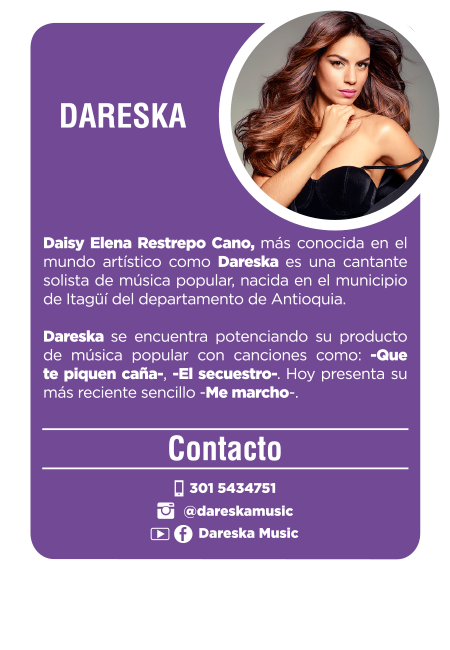 DARESKA
Daisy Elena Restrepo Cano, más conocida en el
mundo artístico como Dareska es una cantante
solista de música popular, nacida en el municipio
de Itagüí del departamento de Antioquia.
Dareska se encuentra potenciando su producto
de música popular con canciones como: -Que
te piquen caña-, -El secuestro-. Hoy presenta su
más reciente sencillo -Me marcho-.
Contacto
301 5434751
@dareskamusic
Dareska Music